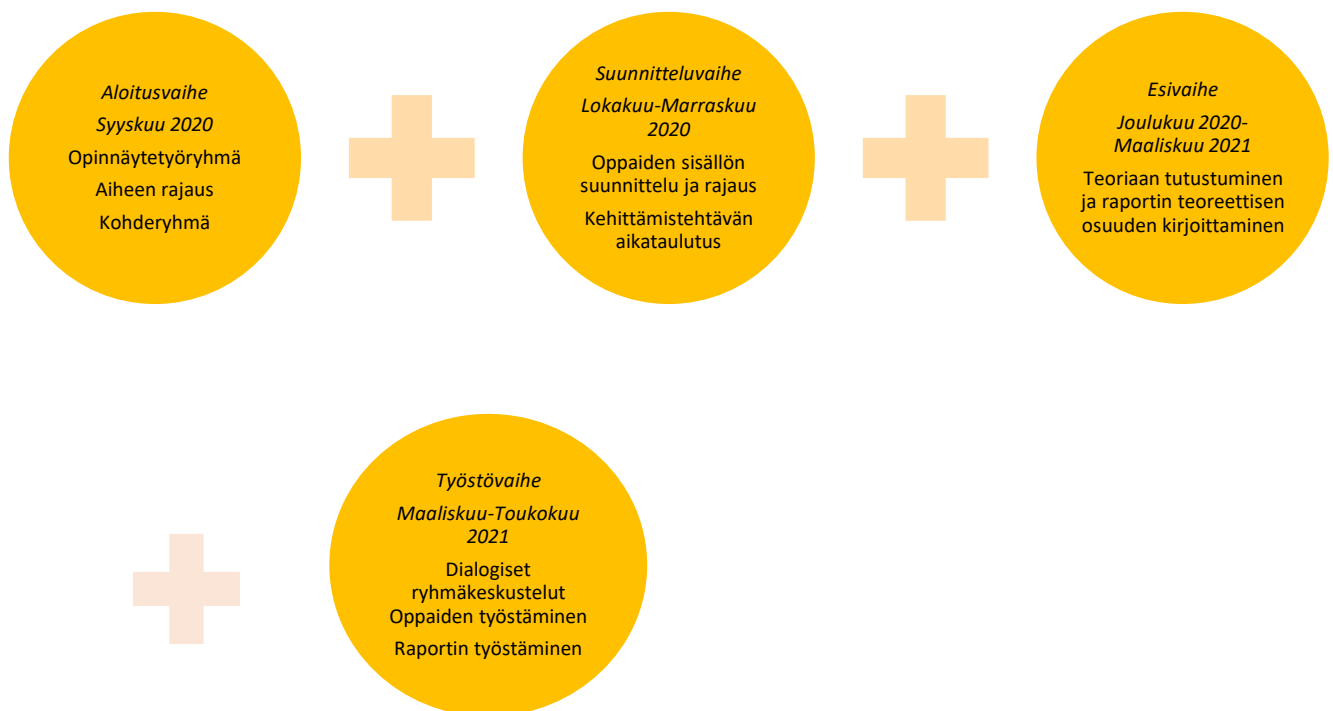 Aloitusvaihe
Syyskuu 2020
Opinnäytetyöryhmä
Aiheen rajaus
Kohderyhmä
Suunnitteluvaihe
Lokakuu-Marraskuu
2020
Oppaiden sisällön
suunnittelu ja rajaus
Kehittämistehtävän
aikataulutus
Esivaihe
Joulukuu 2020-
Maaliskuu 2021
Teoriaan tutustuminen
ja raportin teoreettisen
osuuden kirjoittaminen
Työstövaihe
Maaliskuu-Toukokuu
2021
Dialogiset
ryhmäkeskustelut
Oppaiden työstäminen
Raportin työstäminen